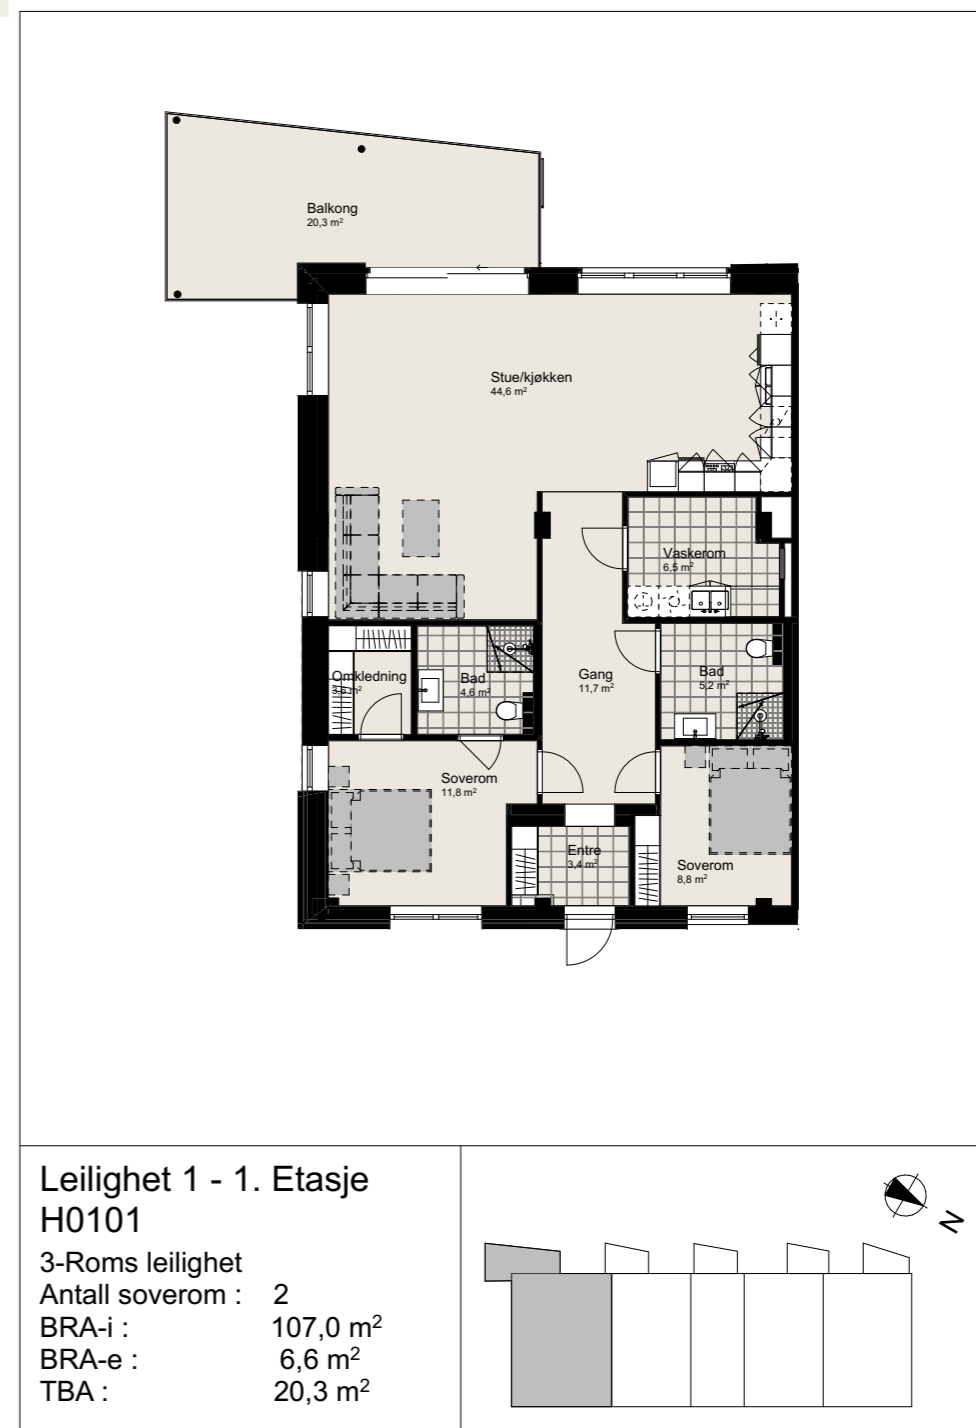 Balkong
20,3 m²
Stue/kjøkken
44,6 m²
Vaskerom
6,5 m²
Omkledning
3,6 m²
Bad
4,6 m²
Gang
11,7 m²
Bad
5,2 m²
Soverom
11,8 m²
Entre
3,4 m²
Soverom
8,8 m²
Leilighet 1 - 1. Etasje
H0101
3-Roms leilighet
Antall soverom : 2
BRA-i : 107,0 m²
BRA-e : 6,6 m²
TBA : 20,3 m²
N